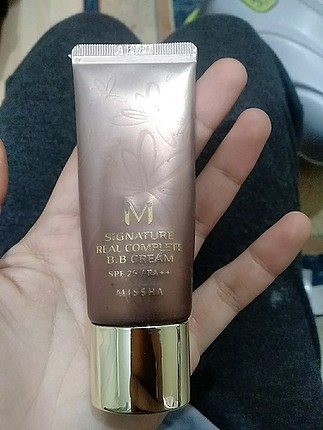 M
SIGNATURE
REAL COMPLETE
B.B CREAM
SPF 25 / PA++
MISSHA